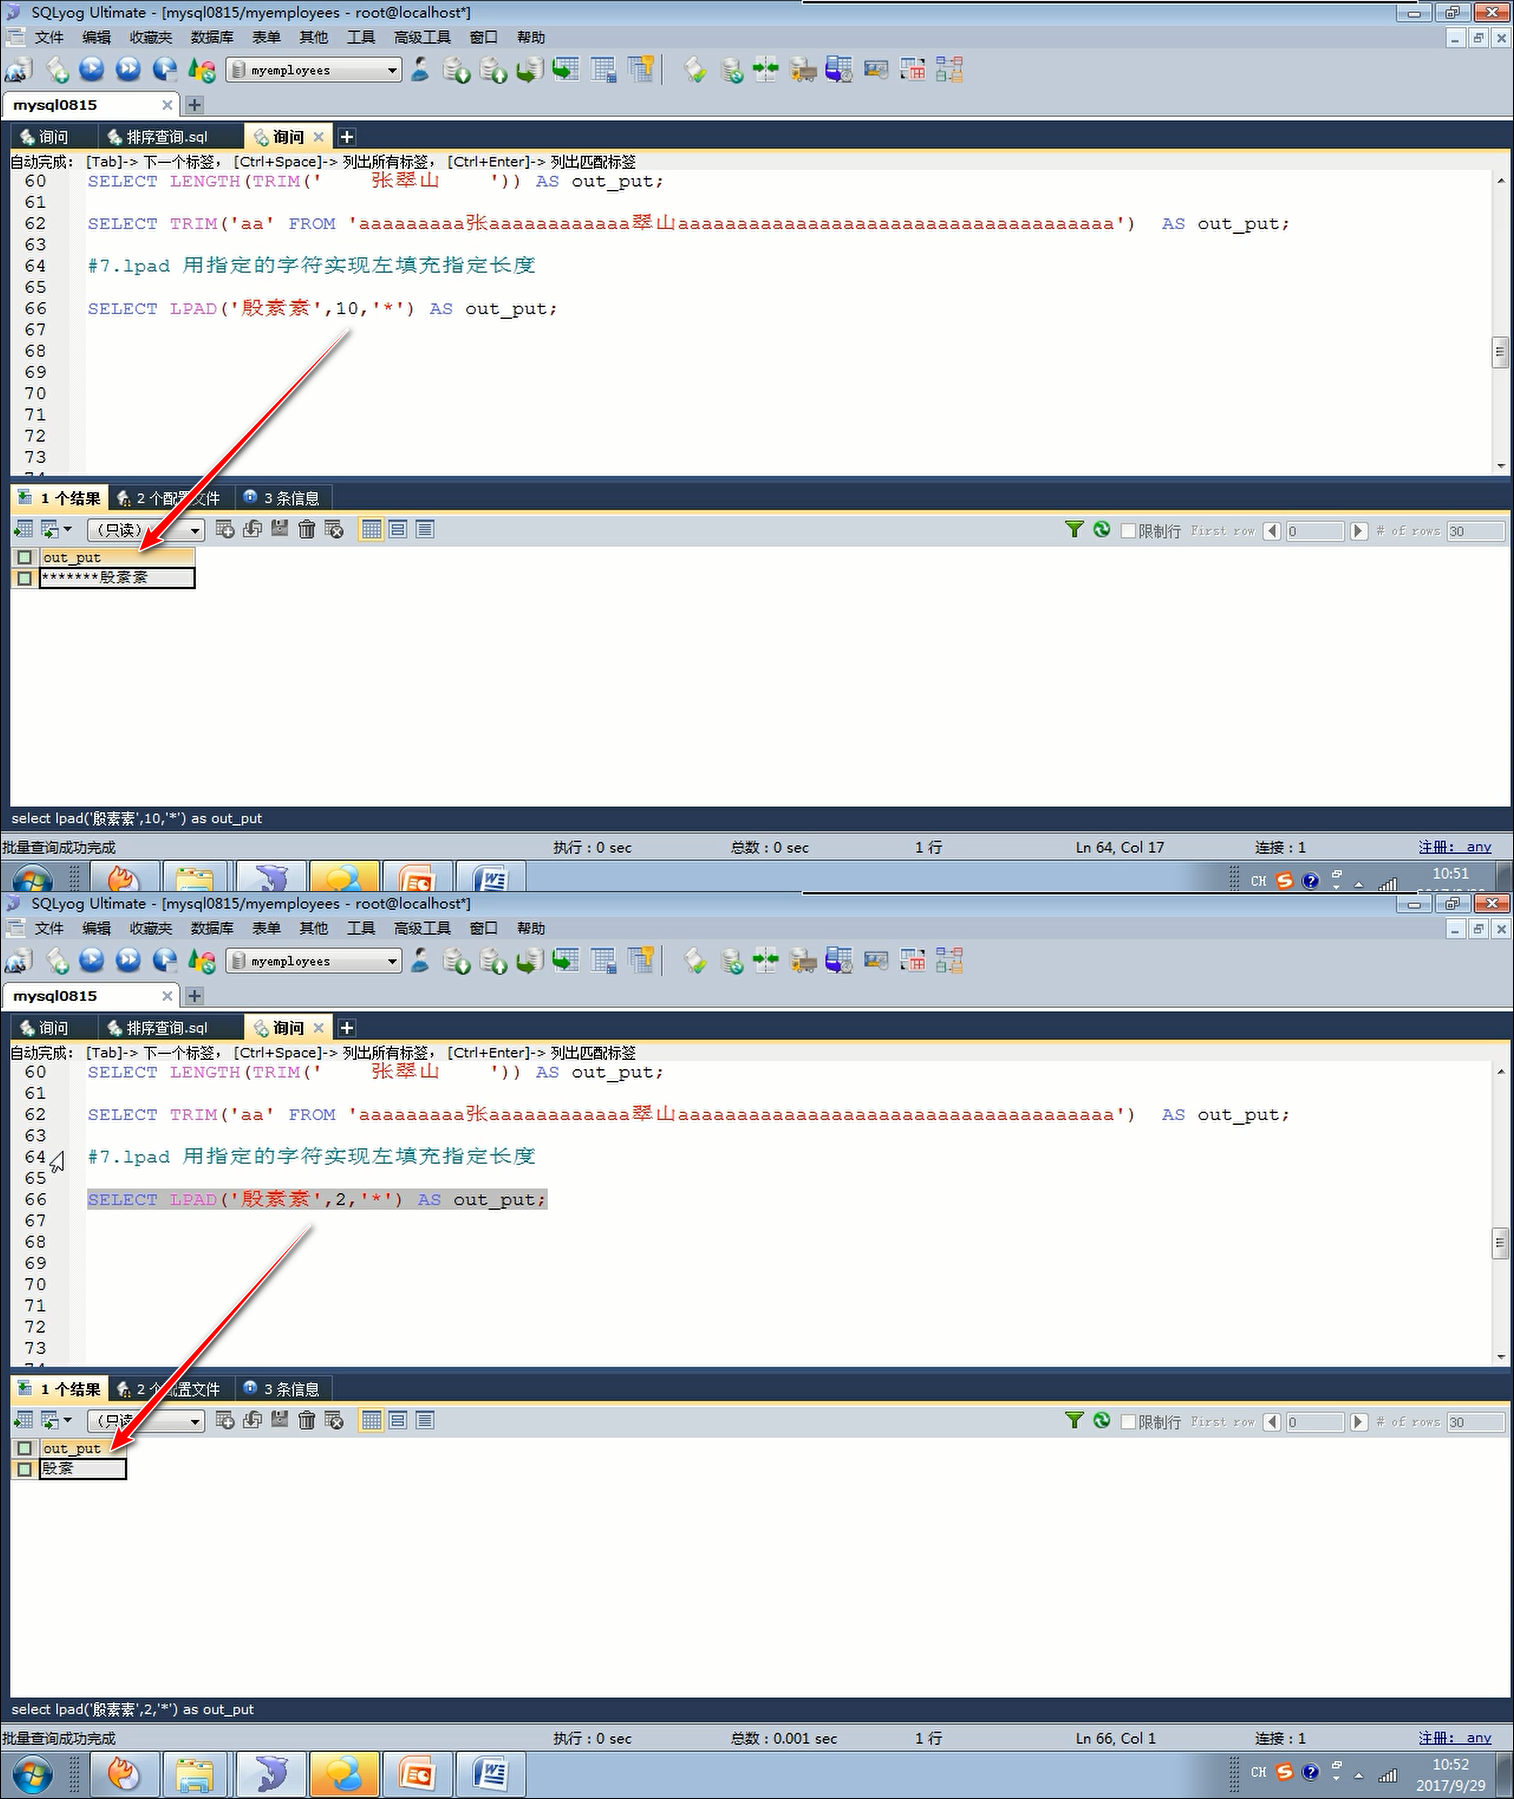 SQLyog Ultimate - [mysql0815/myemployees - root@localhost*]
文件 编辑 收藏夹 数据库 表单 其他 工具 高级工具 窗口 帮助
myemployees
mysql0815
询问 排序查询.sql 询问
自动完成: [Tab]-> 下一个标签, [Ctrl+Space]-> 列出所有标签, [Ctrl+Enter]-> 列出匹配标签
60 SELECT LENGTH(TRIM('    张翠山    ')) AS out_put;
61
62 SELECT TRIM('aa' FROM 'aaaaaaaaa张aaaaaaaaaaaa翠山aaaaaaaaaaaaaaaaaaaaaaaaaaaaaaaaaaaaa')  AS out_put;
63
64 #7.lpad 用指定的字符实现左填充指定长度
65
66 SELECT LPAD('殷素素',10,'*') AS out_put;
67
68
69
70
71
72
73
1 个结果 2 个配置文件 3 条信息
(只读) 限制行 First row 0 # of rows 30
out_put
*******殷素素
select lpad('殷素素',10,'*') as out_put
批量查询成功完成 执行 : 0 sec 总数 : 0 sec 1 行 Ln 64, Col 17 连接 : 1 注册: any
CH 10:51
SQLyog Ultimate - [mysql0815/myemployees - root@localhost*]
文件 编辑 收藏夹 数据库 表单 其他 工具 高级工具 窗口 帮助
myemployees
mysql0815
询问 排序查询.sql 询问
自动完成: [Tab]-> 下一个标签, [Ctrl+Space]-> 列出所有标签, [Ctrl+Enter]-> 列出匹配标签
60 SELECT LENGTH(TRIM('    张翠山    ')) AS out_put;
61
62 SELECT TRIM('aa' FROM 'aaaaaaaaa张aaaaaaaaaaaa翠山aaaaaaaaaaaaaaaaaaaaaaaaaaaaaaaaaaaaa')  AS out_put;
63
64 #7.lpad 用指定的字符实现左填充指定长度
65
66 SELECT LPAD('殷素素',2,'*') AS out_put;
67
68
69
70
71
72
73
1 个结果 2 个配置文件 3 条信息
(只读 限制行 First row 0 # of rows 30
out_put
殷素
select lpad('殷素素',2,'*') as out_put
批量查询成功完成 执行 : 0 sec 总数 : 0.001 sec 1 行 Ln 66, Col 1 连接 : 1 注册: any
CH 10:52
2017/9/29